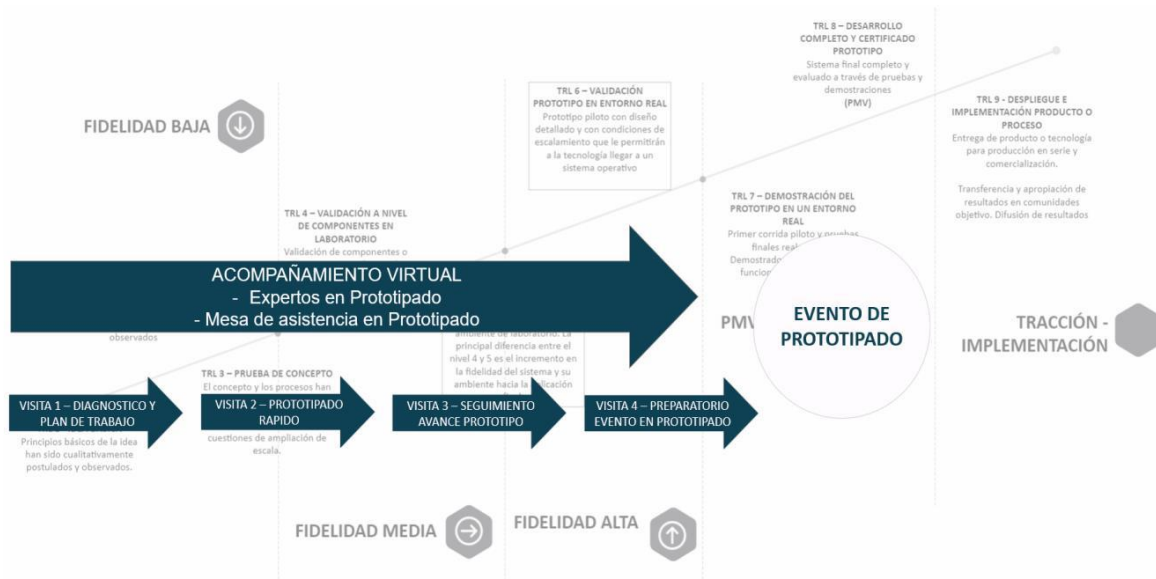 TRL 8 – DESARROLLO
COMPLETO Y CERTIFICADO
PROTOTIPO
Sistema final completo y
evaluado a través de pruebas y
demostraciones
(PMV)
TRL 6 – VALIDACIÓN
PROTOTIPO EN ENTORNO REAL
Prototipo piloto con diseño
detallado y con condiciones de
escalamiento que le permitirán
a la tecnología llegar a un
sistema operativo
TRL 9 - DESPLIEGUE E
IMPLEMENTACIÓN PRODUCTO O
PROCESO
Entrega de producto o tecnología
para producción en serie y
comercialización.
Transferencia y apropiación de
resultados en comunidades
objetivo. Difusión de resultados
FIDELIDAD BAJA
TRL 4 – VALIDACIÓN A NIVEL
DE COMPONENTES EN
LABORATORIO
Validación de componentes o
TRL 7 – DEMOSTRACIÓN DEL
PROTOTIPO EN UN ENTORNO
REAL
Primer corrida piloto y pruebas
finales
Demostrado
ACOMPAÑAMIENTO VIRTUAL
- Expertos en Prototipado
- Mesa de asistencia en Prototipado
PMV
EVENTO DE
PROTOTIPADO
TRACCIÓN -
IMPLEMENTACIÓN
observados
ambiente de laboratorio. La
principal diferencia entre el
nivel 4 y 5 es el incremento en
la fidelidad del sistema y su
ambiente hacia la aplicación
TRL 3 – PRUEBA DE CONCEPTO
El concepto y los procesos han
VISITA 1 – DIAGNOSTICO Y
PLAN DE TRABAJO
VISITA 2 – PROTOTIPADO
RAPIDO
VISITA 3 – SEGUIMIENTO
AVANCE PROTOTIPO
VISITA 4 – PREPARATORIO
EVENTO EN PROTOTIPADO
Principios básicos de la idea
han sido cualitativamente
postulados y observados.
cuestiones de ampliación de
escala.
FIDELIDAD MEDIA
FIDELIDAD ALTA